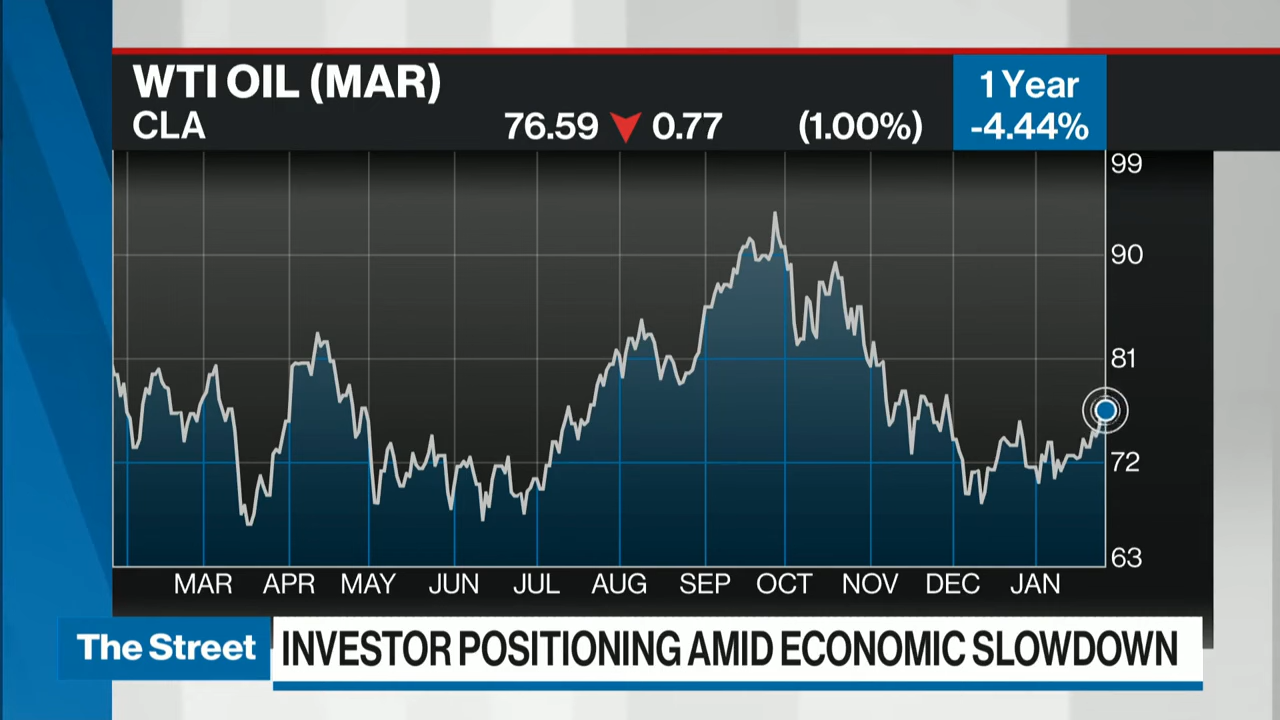 WTI OIL (MAR)
CLA 76.59 0.77 (1.00%)
1 Year
-4.44%
99
90
81
72
63
MAR APR MAY JUN JUL AUG SEP OCT NOV DEC JAN
The Street
INVESTOR POSITIONING AMID ECONOMIC SLOWDOWN